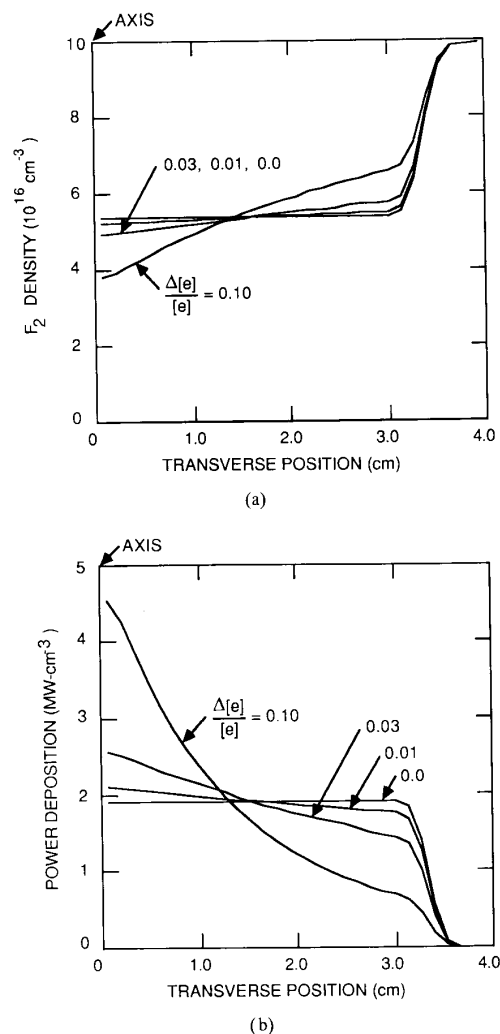 AXIS
10
8
6
4
2
0
F₂ DENSITY (10¹⁶ cm⁻³)
0.03, 0.01, 0.0
Δ[e]/[e] = 0.10
0 1.0 2.0 3.0 4.0
TRANSVERSE POSITION (cm)
(a)
AXIS
5
4
3
2
1
0
POWER DEPOSITION (MW-cm⁻³)
Δ[e]/[e] = 0.10
0.03
0.01
0.0
0 1.0 2.0 3.0 4.0
TRANSVERSE POSITION (cm)
(b)